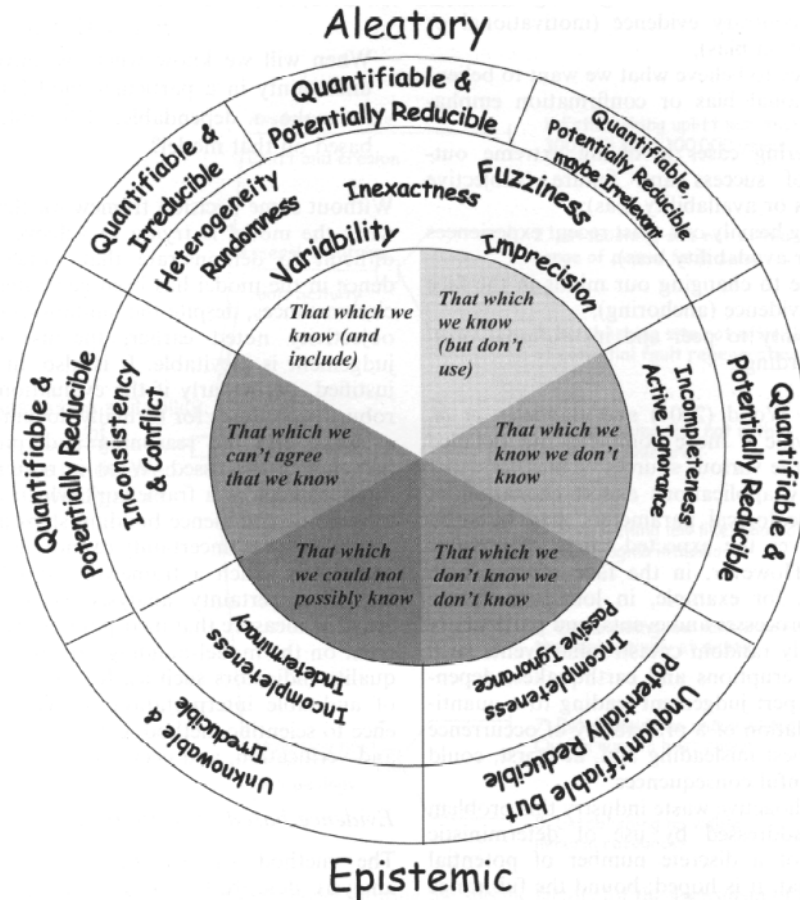 Aleatory
Quantifiable &
Irreducible
Heterogeneity
Randomness
Variability
Quantifiable &
Potentially Reducible
Inexactness
Fuzziness
Imprecision
Quantifiable,
Potentially Reducible
maybe Irrelevant
That which we
know (and
include)
That which
we know
(but don't
use)
Quantifiable &
Potentially Reducible
Inconsistency
& Conflict
That which we
can't agree
that we know
That which we
know we don't
know
Incompleteness
Active Ignorance
Quantifiable &
Potentially Reducible
That which
we could not
possibly know
That which we
don't know we
don't know
Incompleteness
Indeterminacy
Unknowable &
Irreducible
Incompleteness
Passive Ignorance
Unquantifiable but
potentially Reducible
Epistemic